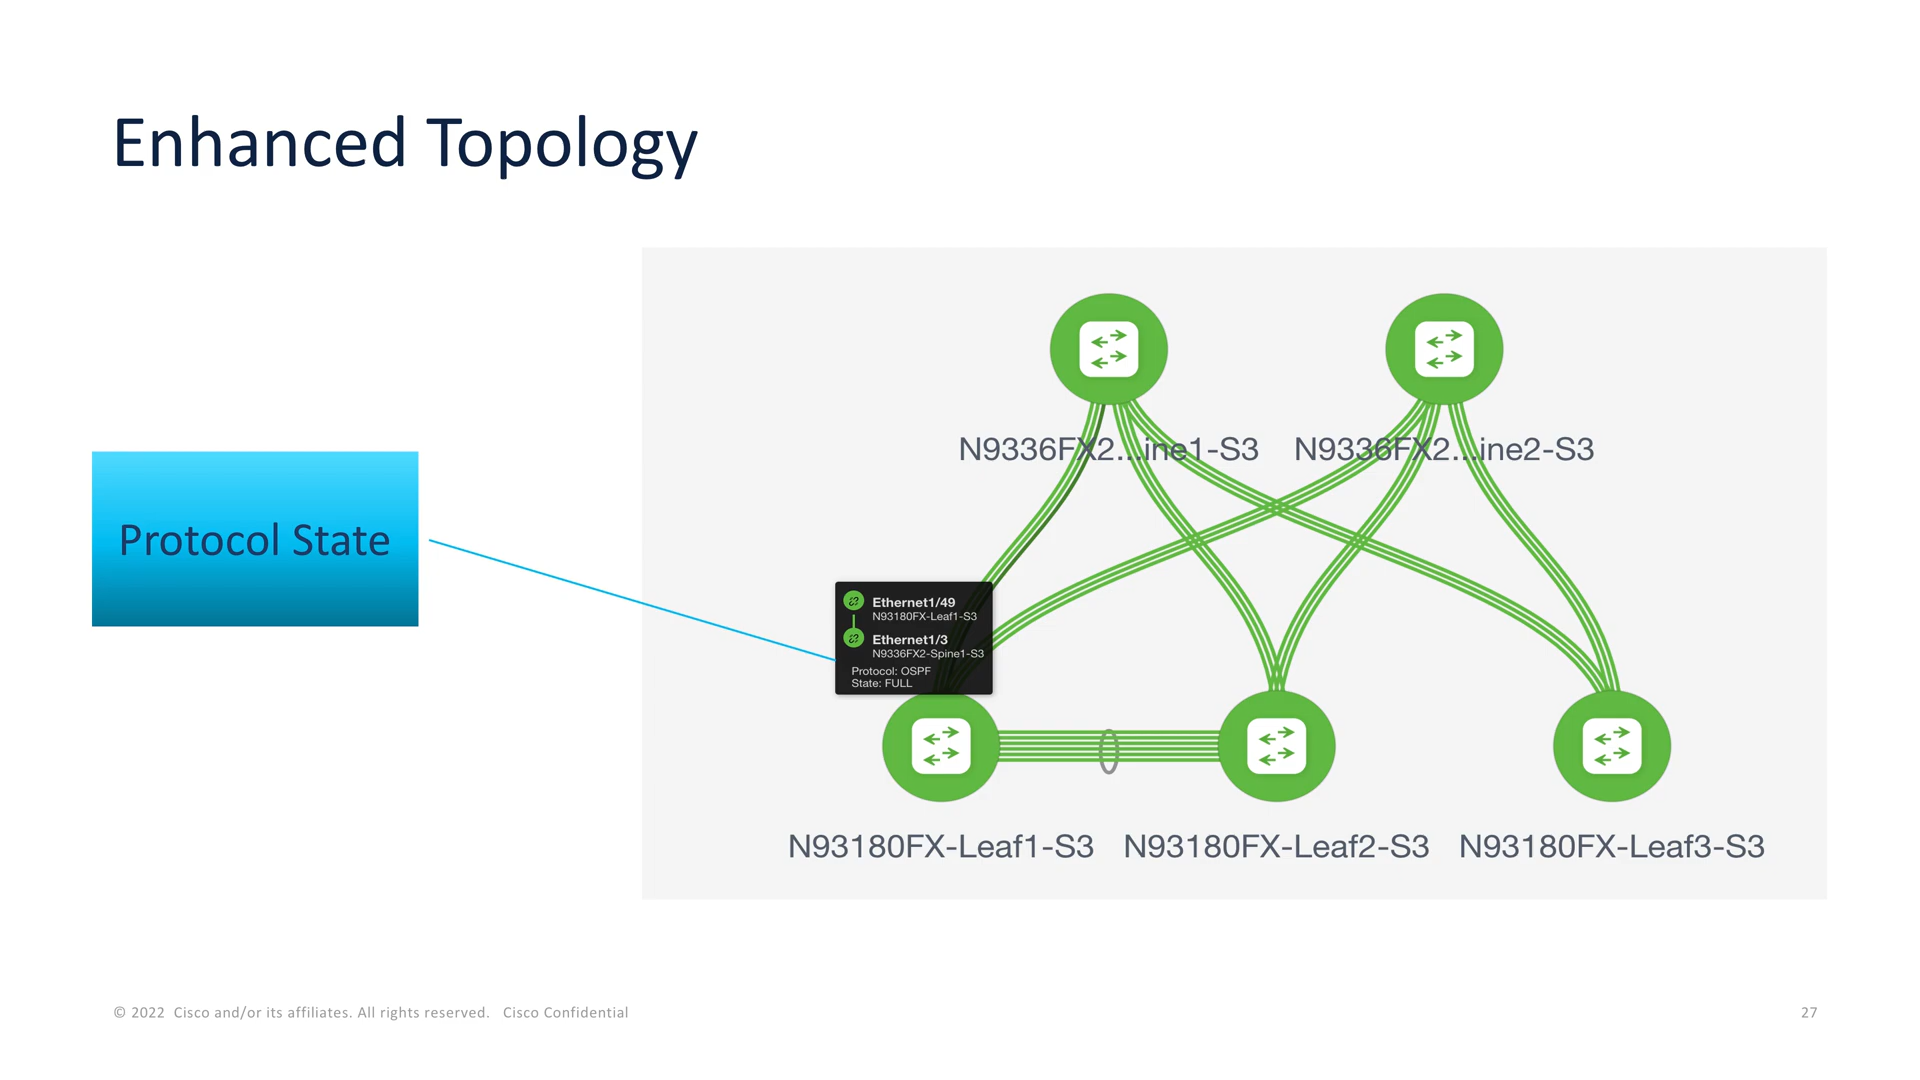 Enhanced Topology
N9336FX2...ine1-S3
N9336FX2...ine2-S3
Protocol State
Ethernet1/49
N93180FX-Leaf1-S3
Ethernet1/3
N9336FX2-Spine1-S3
Protocol: OSPF
State: FULL
N93180FX-Leaf1-S3
N93180FX-Leaf2-S3
N93180FX-Leaf3-S3
© 2022 Cisco and/or its affiliates. All rights reserved. Cisco Confidential
27